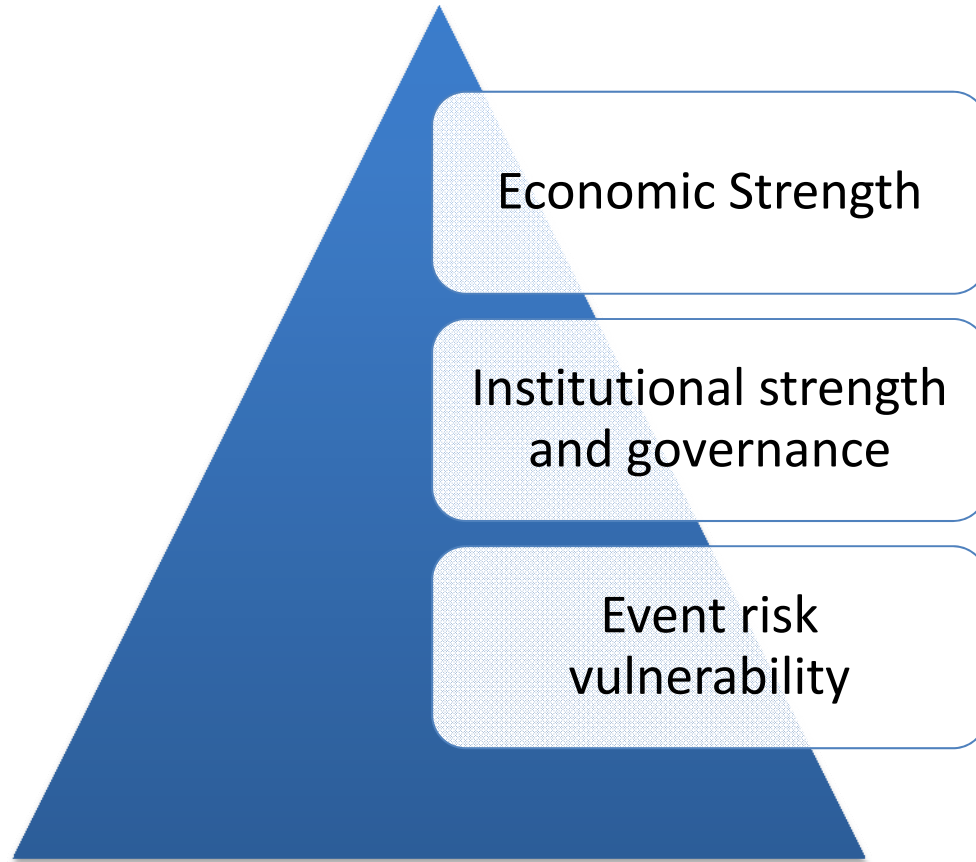 Economic Strength
Institutional strength
and governance
Event risk
vulnerability